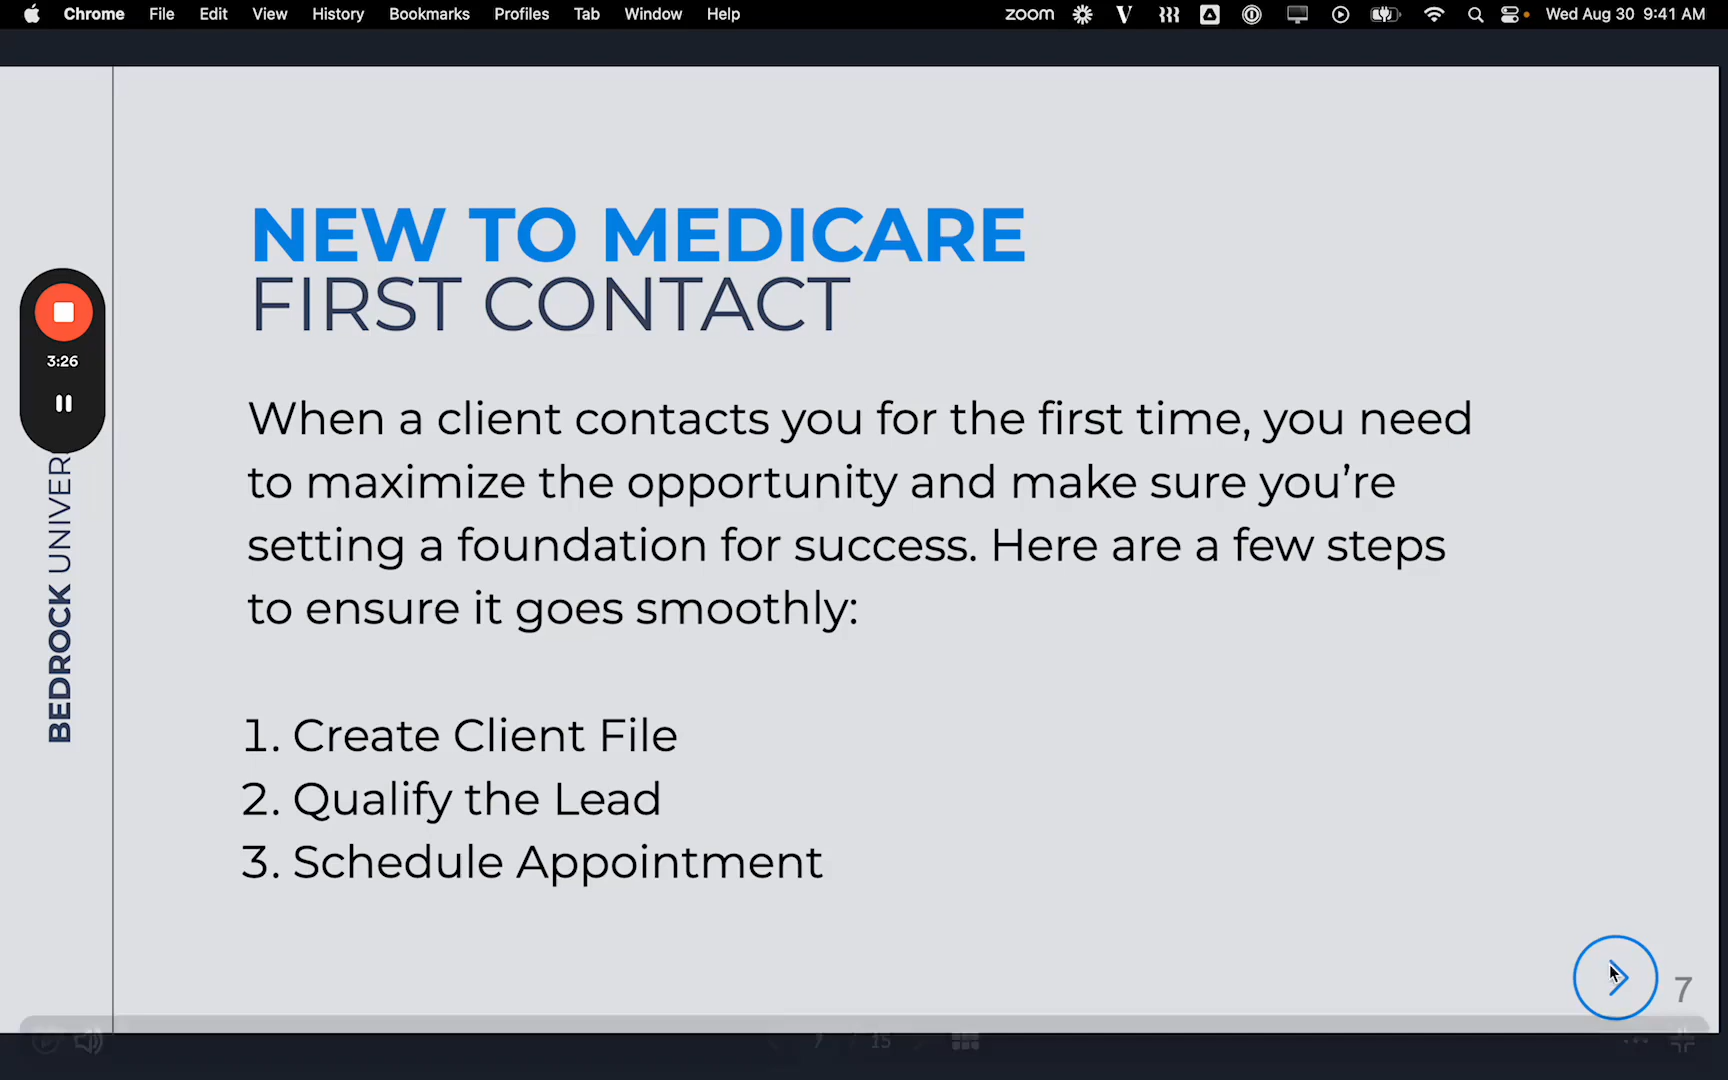 Chrome File Edit View History Bookmarks Profiles Tab Window Help zoom Wed Aug 30 9:41 AM
NEW TO MEDICARE
FIRST CONTACT
3:26
BEDROCK UNIVER
When a client contacts you for the first time, you need
to maximize the opportunity and make sure you’re
setting a foundation for success. Here are a few steps
to ensure it goes smoothly:
1. Create Client File
2. Qualify the Lead
3. Schedule Appointment
7
7 / 15